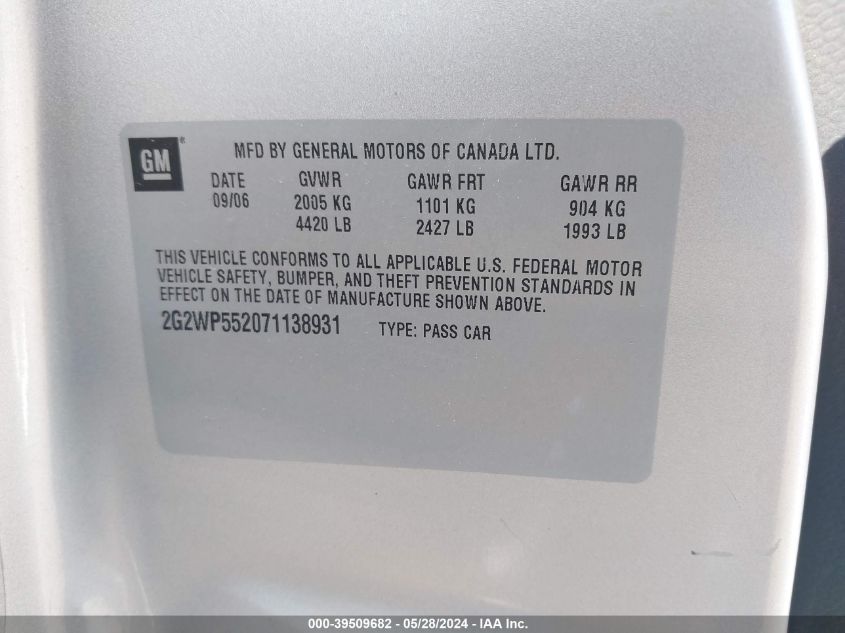 GM®
MFD BY GENERAL MOTORS OF CANADA LTD.
DATE GVWR GAWR FRT GAWR RR
09/06 2005 KG 1101 KG 904 KG
4420 LB 2427 LB 1993 LB
THIS VEHICLE CONFORMS TO ALL APPLICABLE U.S. FEDERAL MOTOR
VEHICLE SAFETY, BUMPER, AND THEFT PREVENTION STANDARDS IN
EFFECT ON THE DATE OF MANUFACTURE SHOWN ABOVE.
2G2WP552071138931 TYPE: PASS CAR
000-39509682 - 05/28/2024 - IAA Inc.